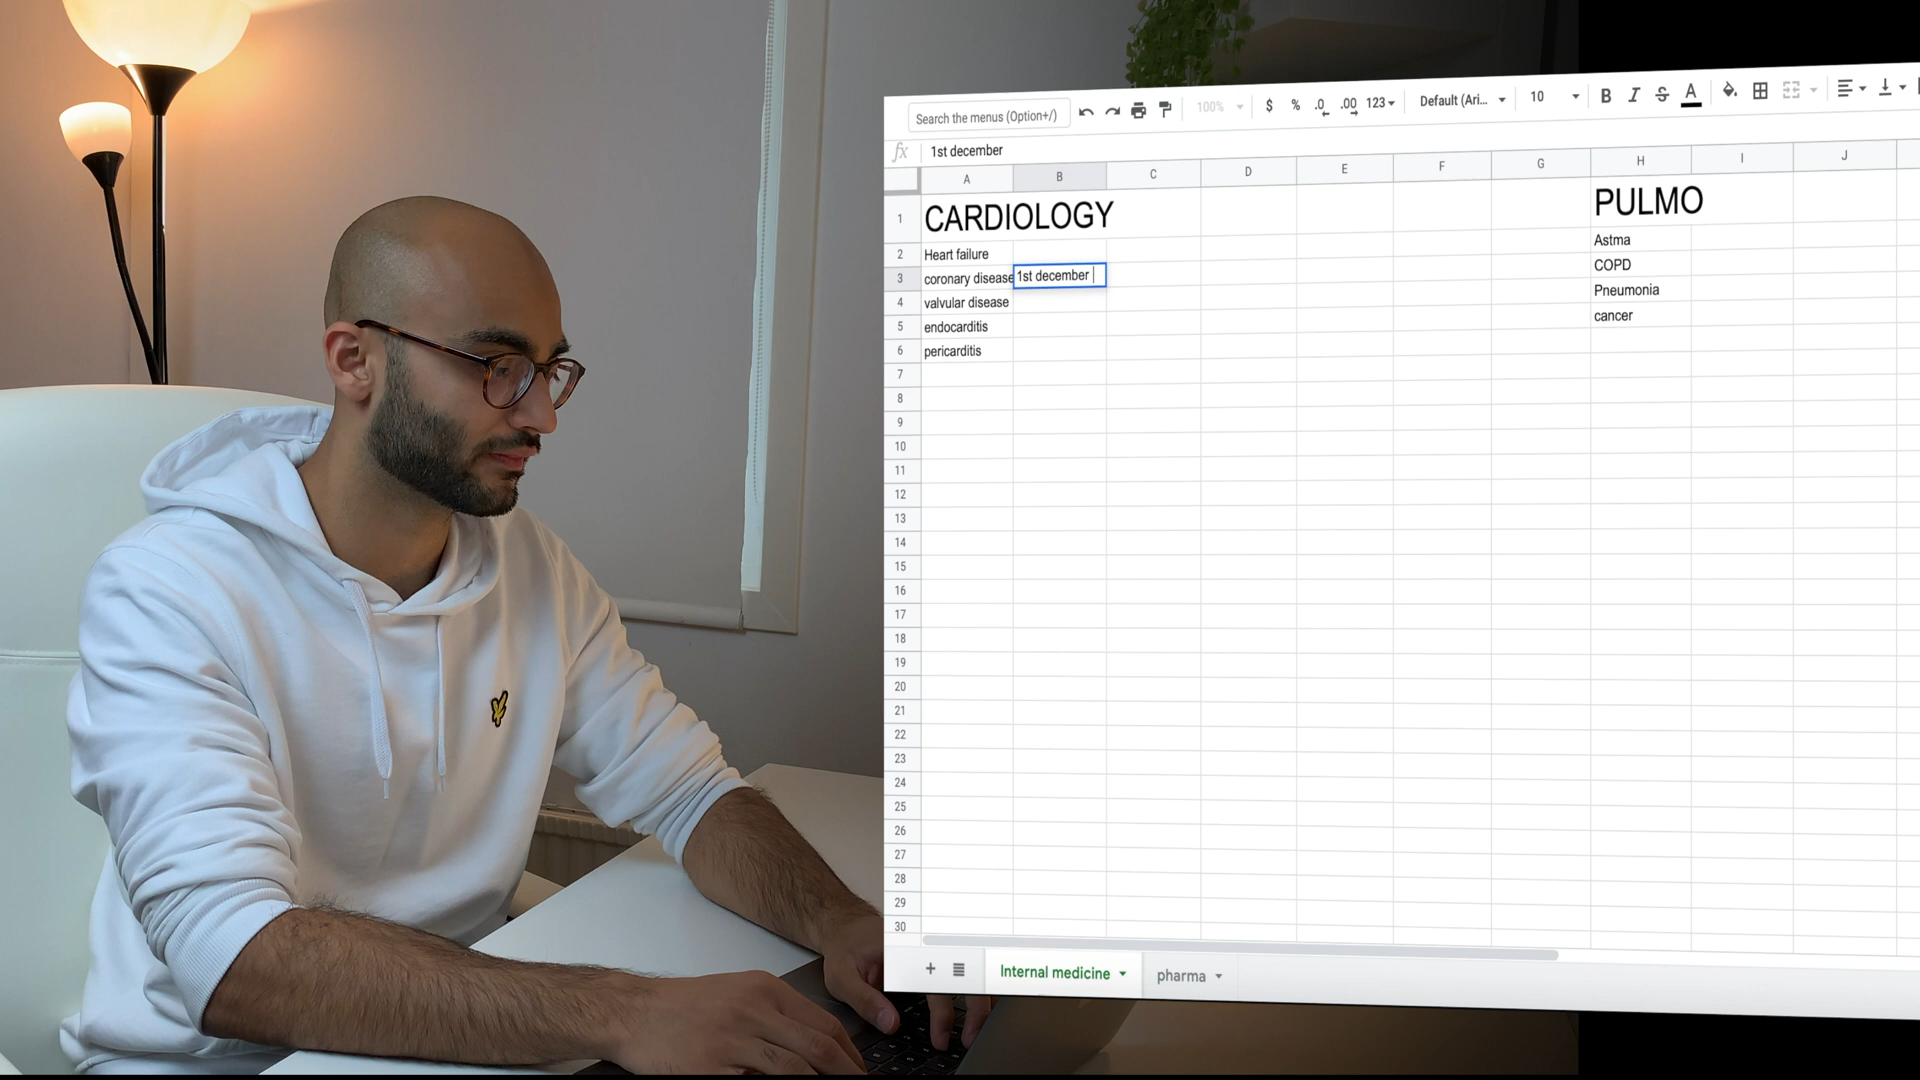 Search the menus (Option+/) 100% $ % .0 .00 123 Default (Ari... 10 B I S A
fx 1st december
A B C D E F G H I J
1 CARDIOLOGY PULMO
2 Heart failure Astma
3 coronary disease 1st december COPD
4 valvular disease Pneumonia
5 endocarditis cancer
6 pericarditis
7
8
9
10
11
12
13
14
15
16
17
18
19
20
21
22
23
24
25
26
27
28
29
30
+ Internal medicine pharma